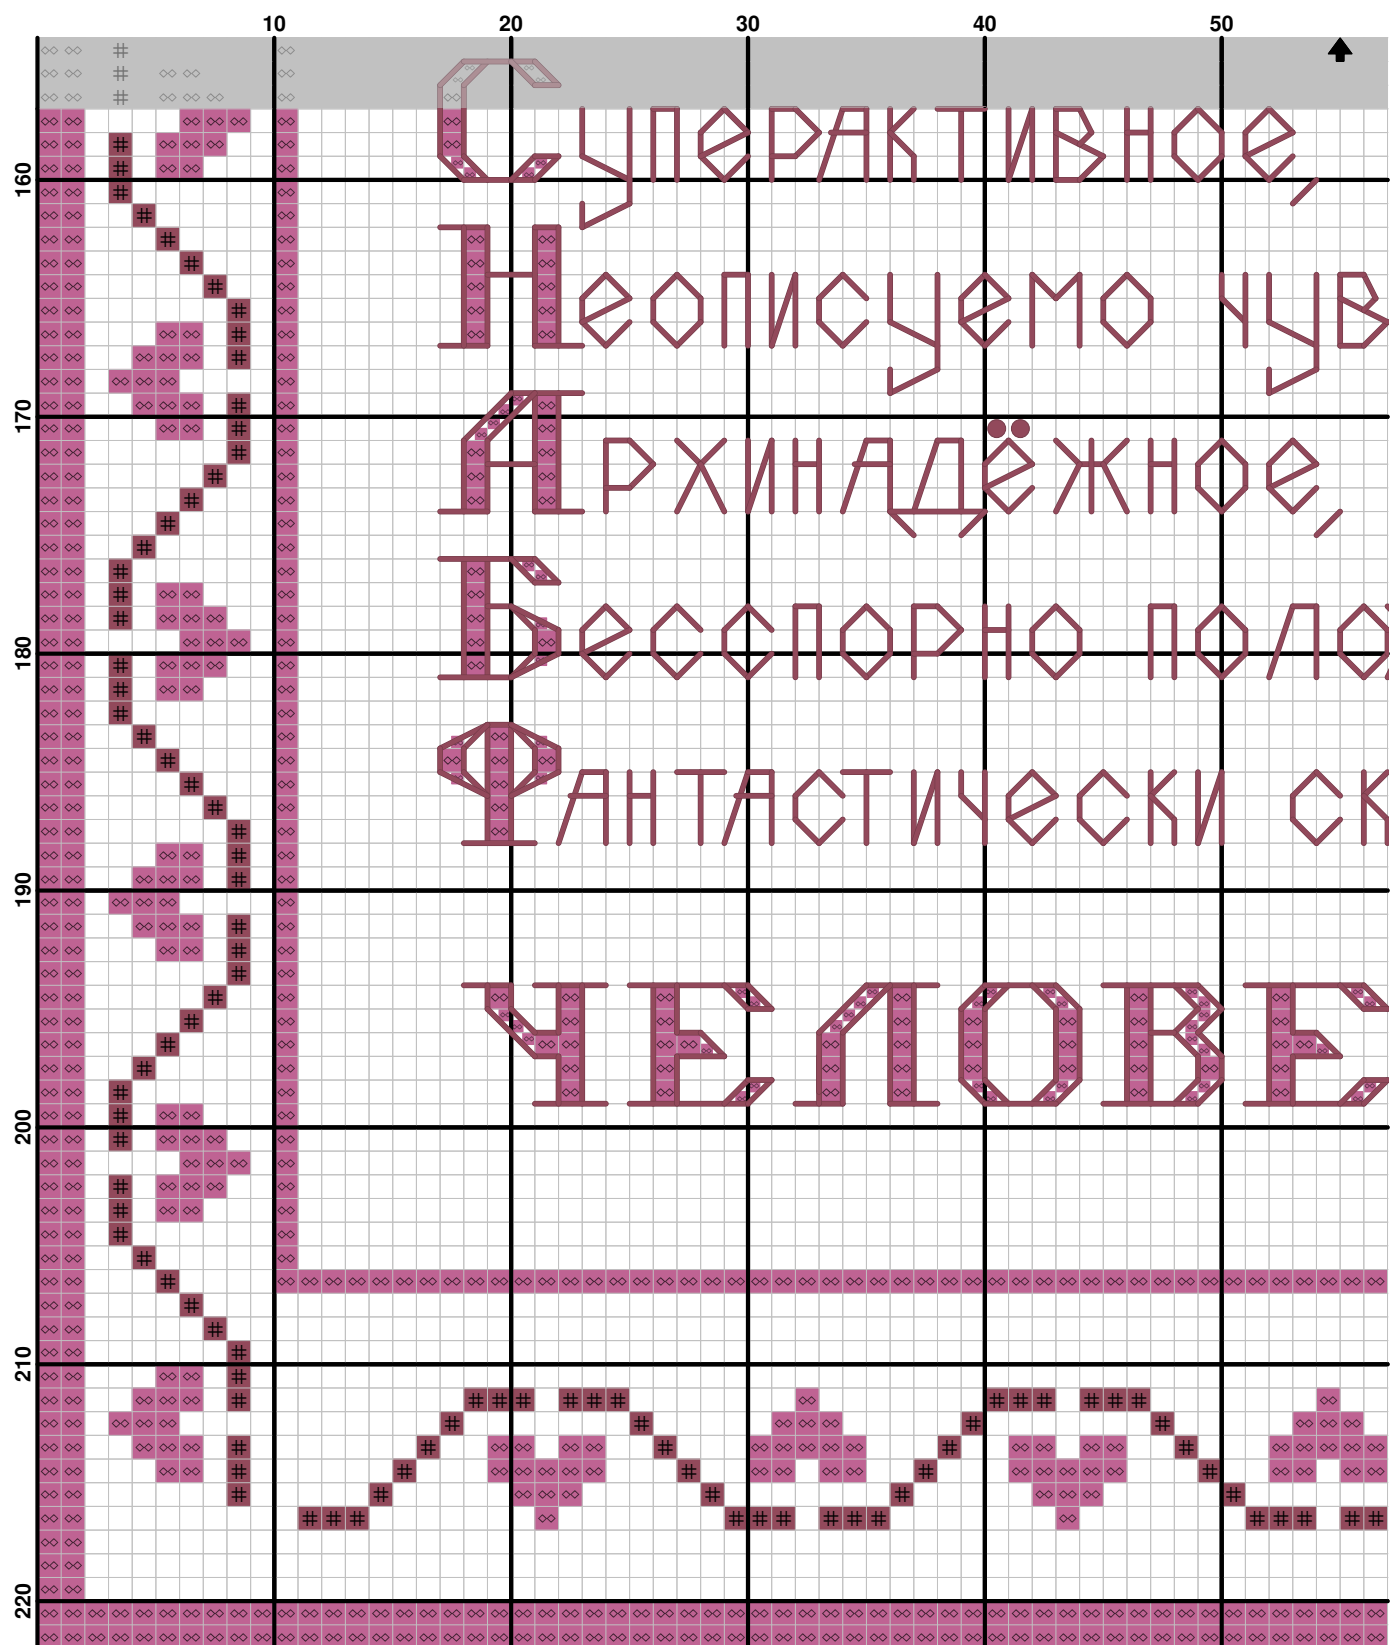 10 20 30 40 50
Суперактивное,
160
Неописуемо чув
170
Архинадёжное,
Бесспорно поло
180
Фантастически ск
190
ЧЕЛОВЕ
200
210
220